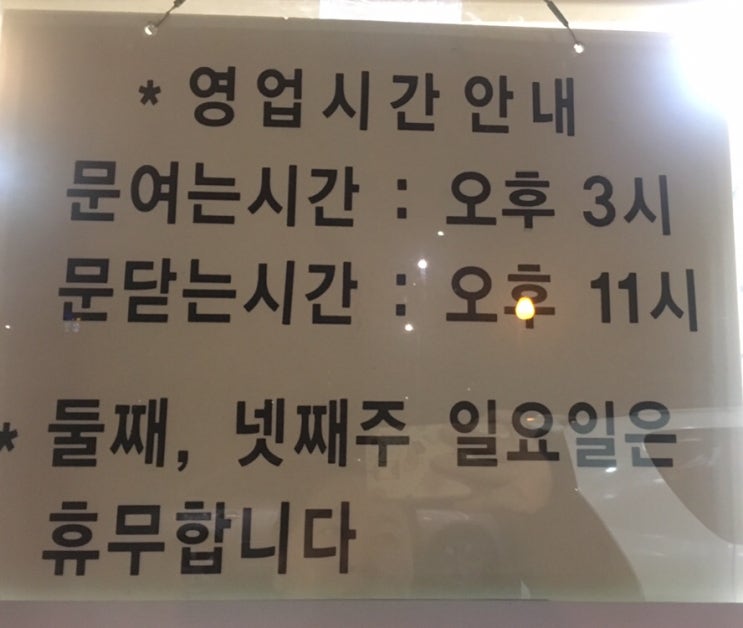 * 영업시간안내
문여는시간 : 오후 3시
문닫는시간 : 오후 11시
* 둘째, 넷째주 일요일은
휴무합니다